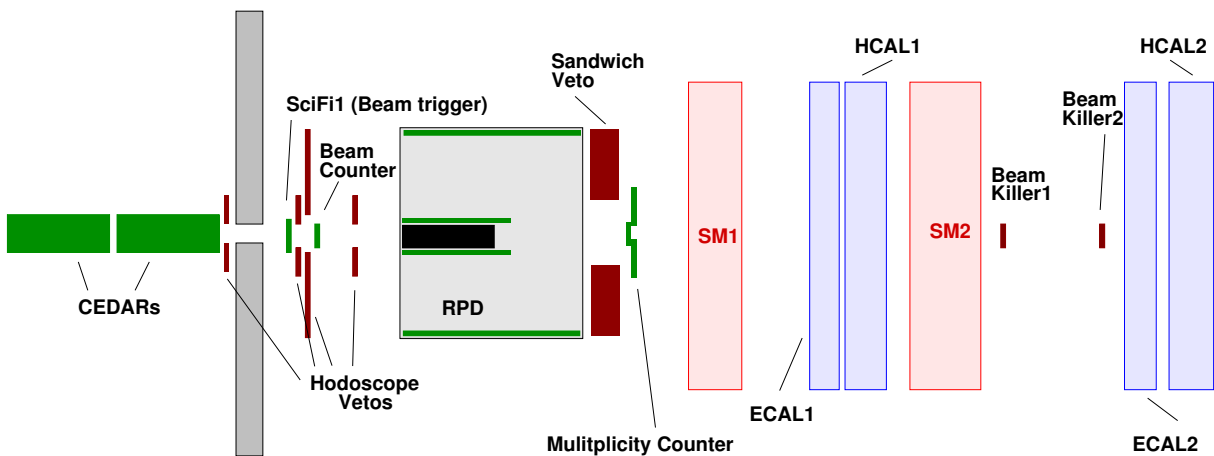 HCAL1
HCAL2
Sandwich
Veto
SciFi1 (Beam trigger)
Beam
Killer2
Beam
Counter
Beam
Killer1
SM1
SM2
CEDARs
RPD
Hodoscope
Vetos
ECAL1
Mulitplicity Counter
ECAL2